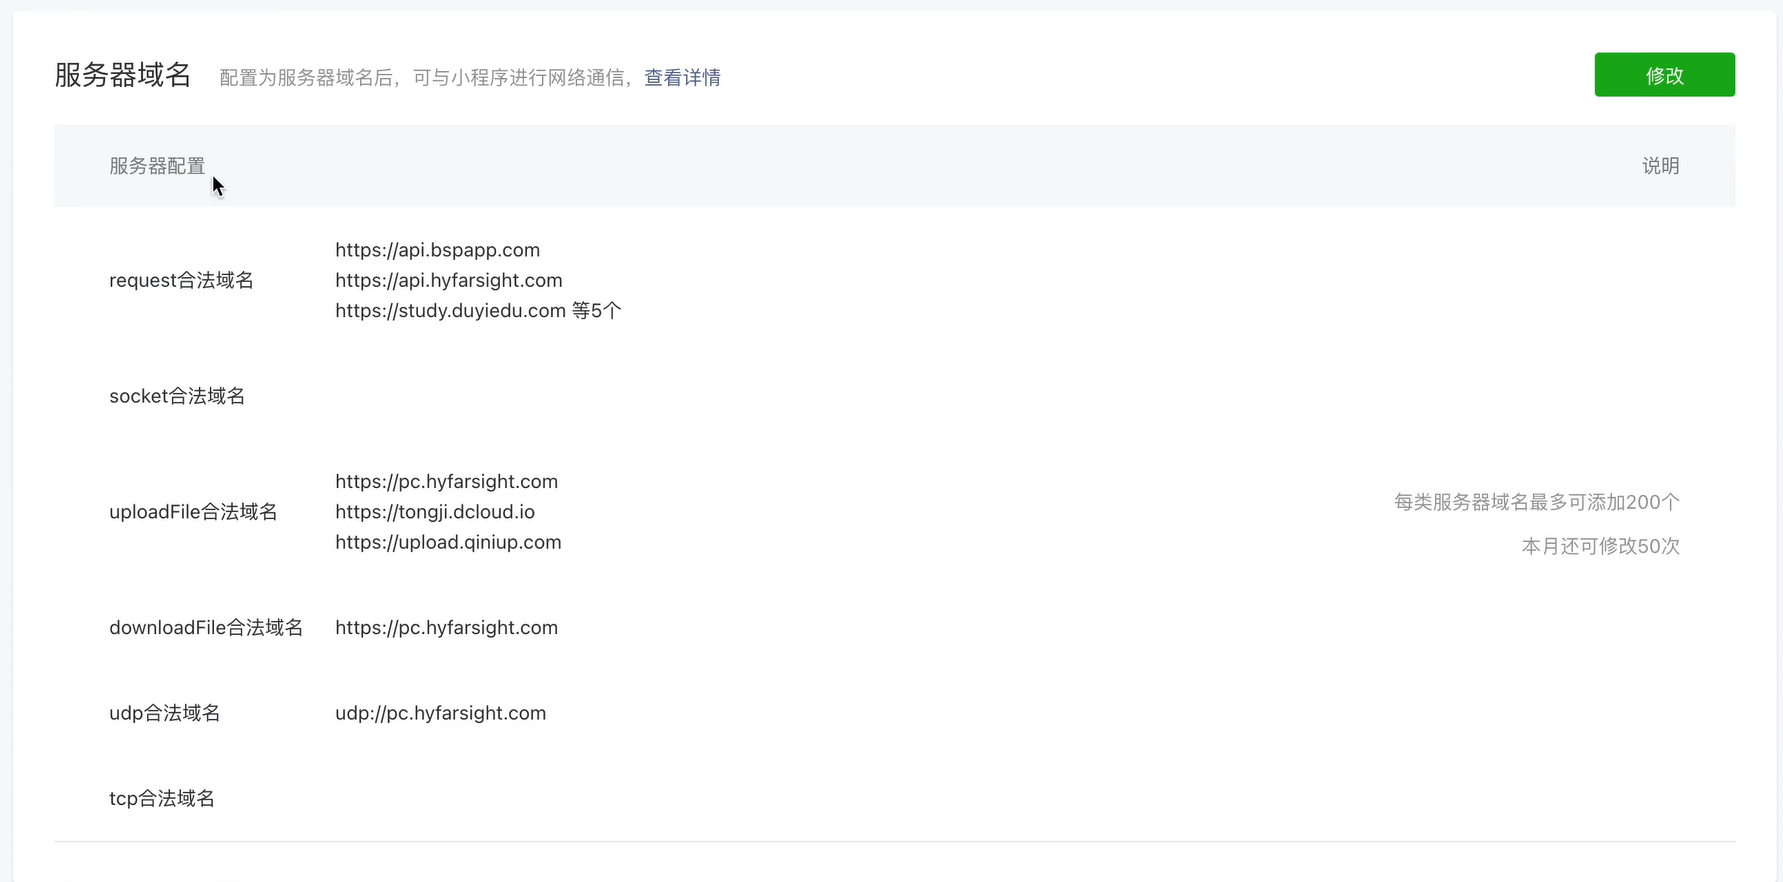 服务器域名 配置为服务器域名后，可与小程序进行网络通信，查看详情 修改
服务器配置 说明
https://api.bspapp.com
request合法域名 https://api.hyfarsight.com
https://study.duyiedu.com 等5个
socket合法域名
https://pc.hyfarsight.com
uploadFile合法域名 https://tongji.dcloud.io
https://upload.qiniup.com
每类服务器域名最多可添加200个
本月还可修改50次
downloadFile合法域名 https://pc.hyfarsight.com
udp合法域名 udp://pc.hyfarsight.com
tcp合法域名